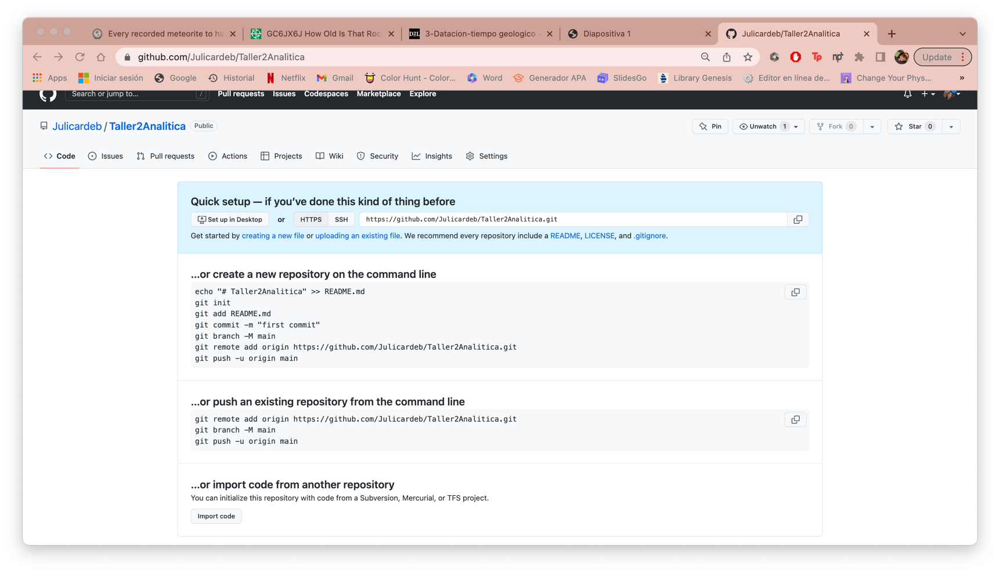 Every recorded meteorite to ha
GC6JX6J How Old Is That Roc
D2L 3-Datacion-tiempo geologico -
Diapositiva 1
Julicardeb/Taller2Analitica
github.com/Julicardeb/Taller2Analitica
Tp
np
Update
Apps
Iniciar sesión
Google
Historial
Netflix
Gmail
Color Hunt - Color...
Word
Generador APA
SlidesGo
Library Genesis
Editor en línea de...
Change Your Phys...
»
Search or jump to...
/
Pull requests
Issues
Codespaces
Marketplace
Explore
Julicardeb / Taller2Analitica Public
Pin
Unwatch 1
Fork 0
Star 0
Code
Issues
Pull requests
Actions
Projects
Wiki
Security
Insights
Settings
Quick setup — if you’ve done this kind of thing before
Set up in Desktop or HTTPS SSH https://github.com/Julicardeb/Taller2Analitica.git
Get started by creating a new file or uploading an existing file. We recommend every repository include a README, LICENSE, and .gitignore.
…or create a new repository on the command line
echo "# Taller2Analitica" >> README.md
git init
git add README.md
git commit -m "first commit"
git branch -M main
git remote add origin https://github.com/Julicardeb/Taller2Analitica.git
git push -u origin main
…or push an existing repository from the command line
git remote add origin https://github.com/Julicardeb/Taller2Analitica.git
git branch -M main
git push -u origin main
…or import code from another repository
You can initialize this repository with code from a Subversion, Mercurial, or TFS project.
Import code